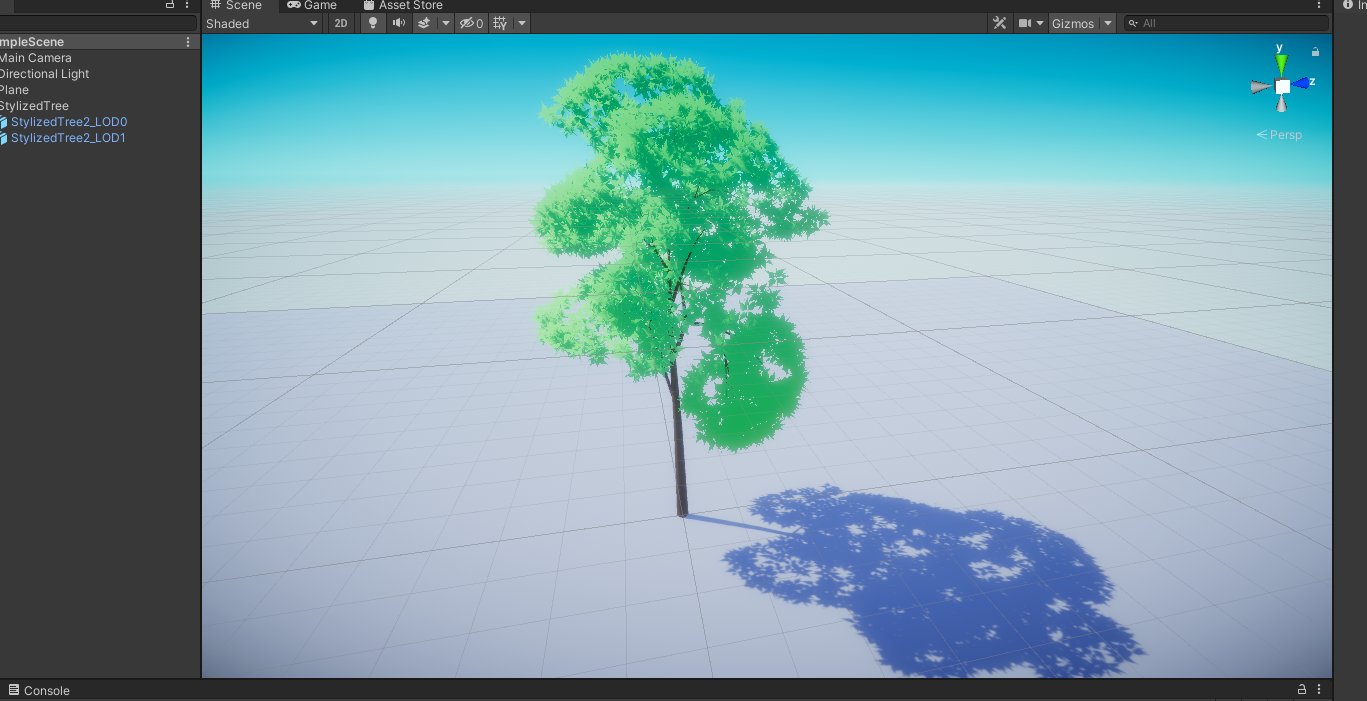 Scene Game Asset Store
Shaded 2D 0 Gizmos All
mpleScene
Main Camera
Directional Light
Plane
StylizedTree
StylizedTree2_LOD0
StylizedTree2_LOD1
y
z
Persp
Console
In